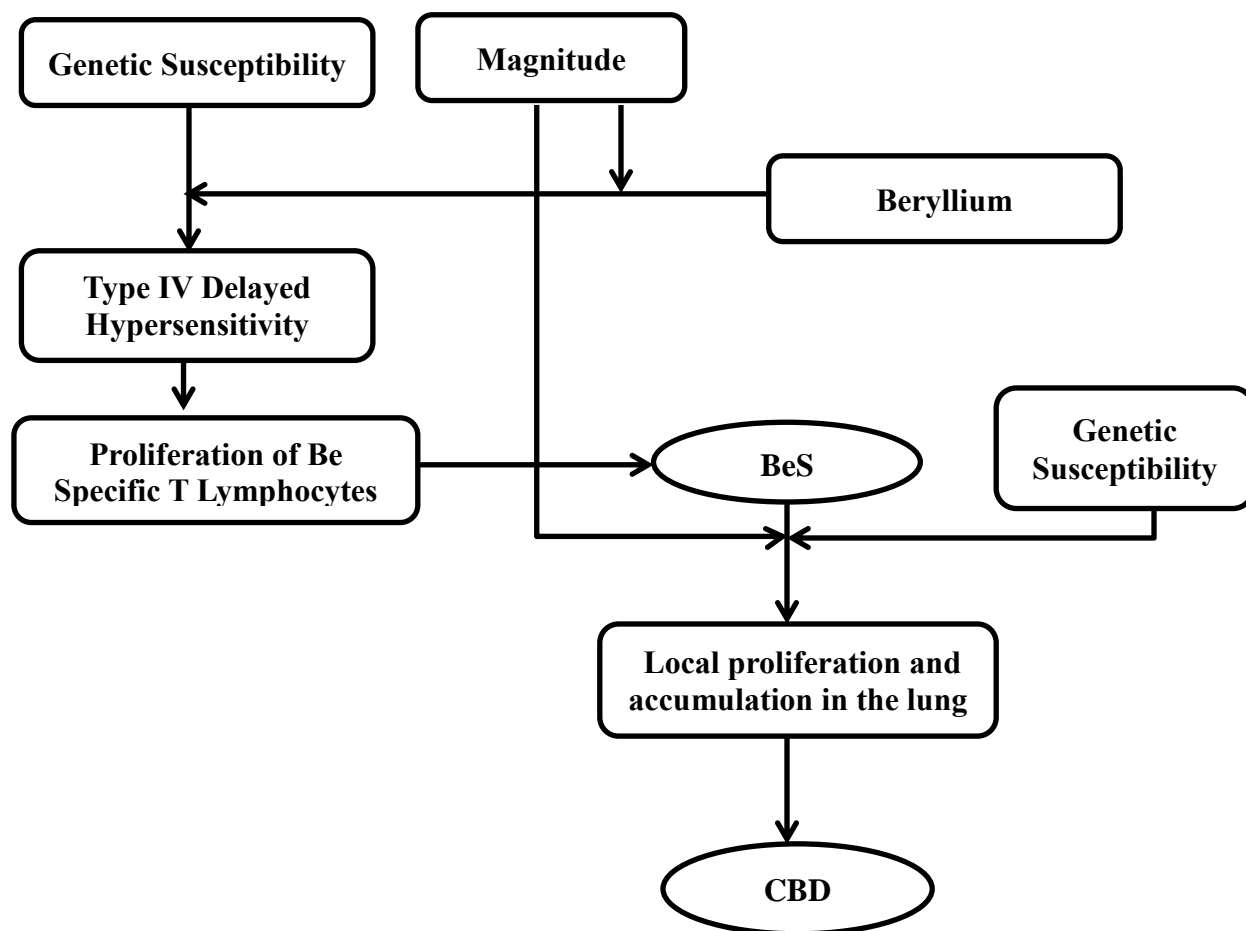 Genetic Susceptibility
Magnitude
Beryllium
Type IV Delayed
Hypersensitivity
Proliferation of Be
Specific T Lymphocytes
BeS
Genetic
Susceptibility
Local proliferation and
accumulation in the lung
CBD